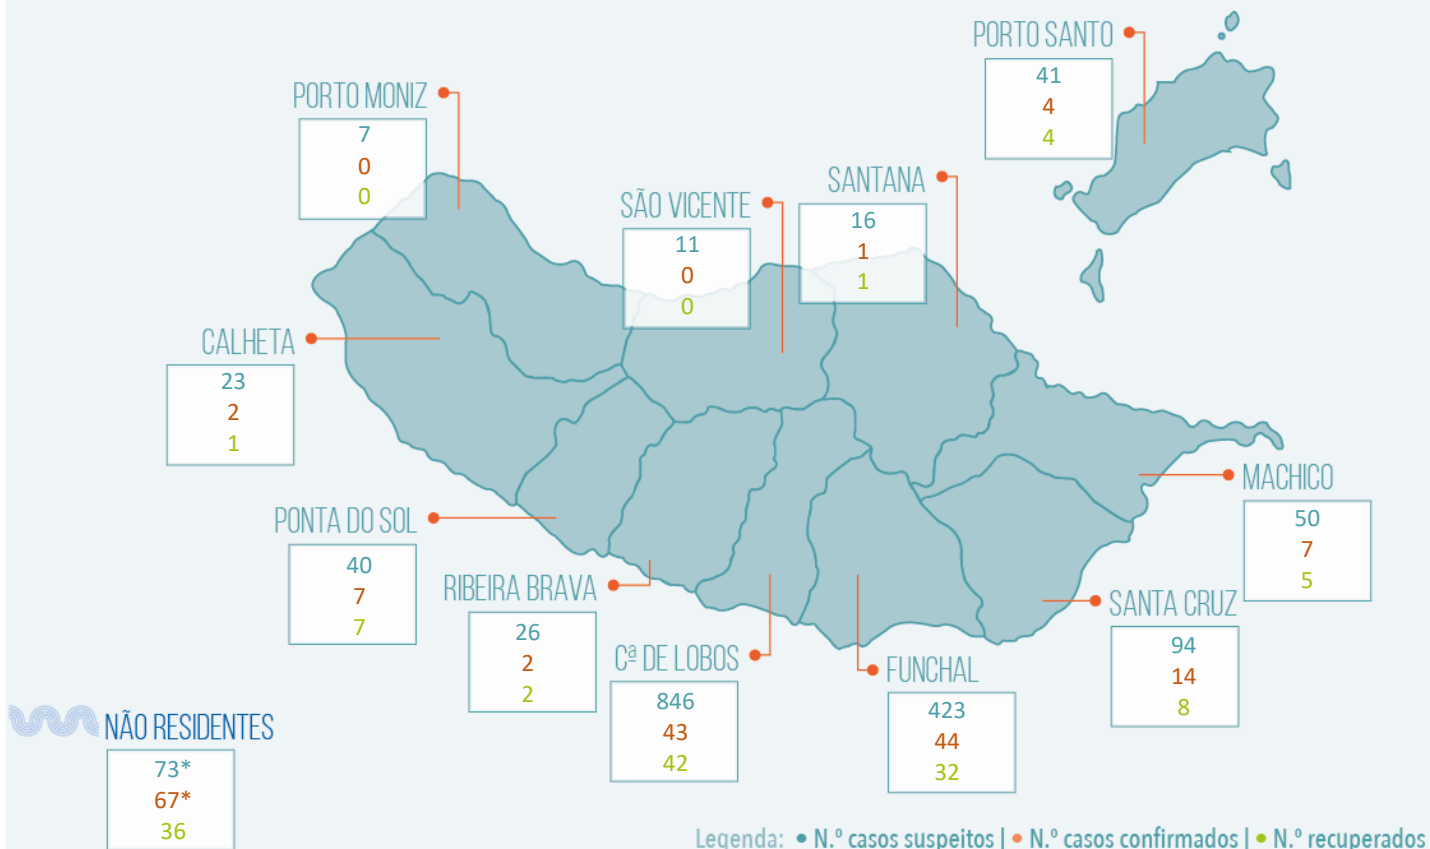 PORTO SANTO
41
4
4
PORTO MONIZ
7
0
0
SANTANA
16
1
1
SÃO VICENTE
11
0
0
CALHETA
23
2
1
MACHICO
50
7
5
PONTA DO SOL
40
7
7
RIBEIRA BRAVA
26
2
2
SANTA CRUZ
94
14
8
Cª DE LOBOS
846
43
42
FUNCHAL
423
44
32
NÃO RESIDENTES
73*
67*
36
Legenda: • N.º casos suspeitos | • N.º casos confirmados | • N.º recuperados